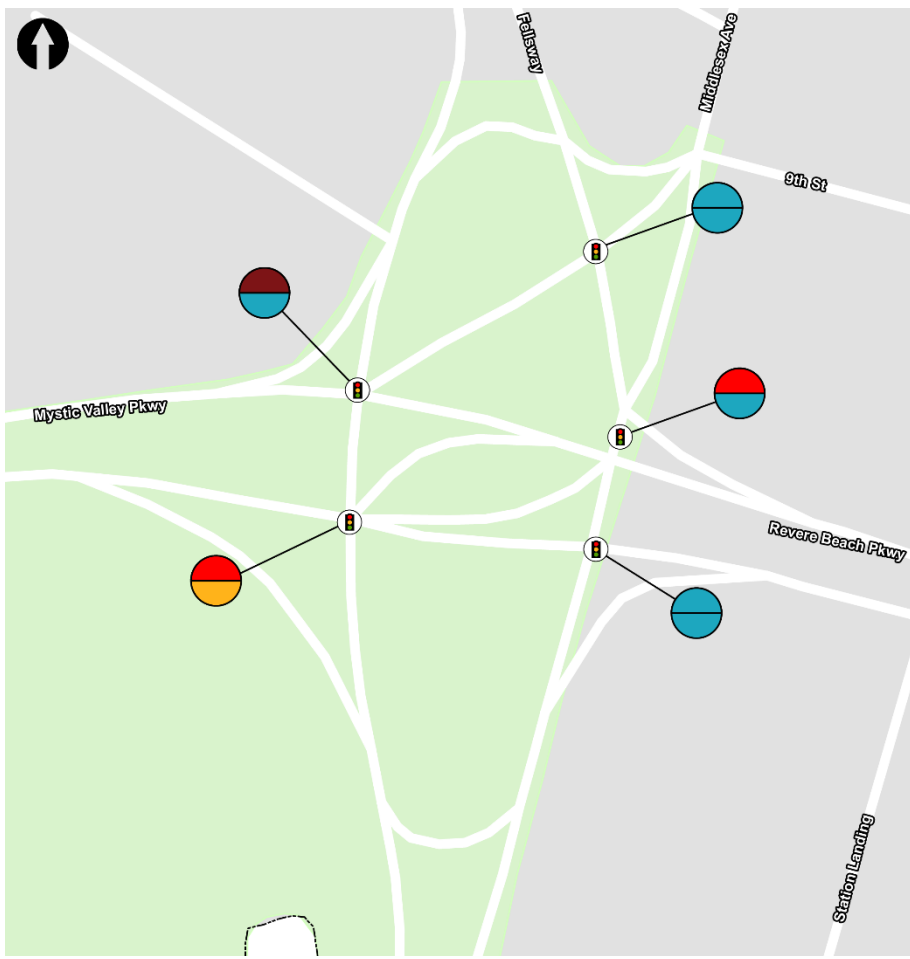 Fellsway
Middlesex Ave
9th St
Mystic Valley Pkwy
Revere Beach Pkwy
Station Landing